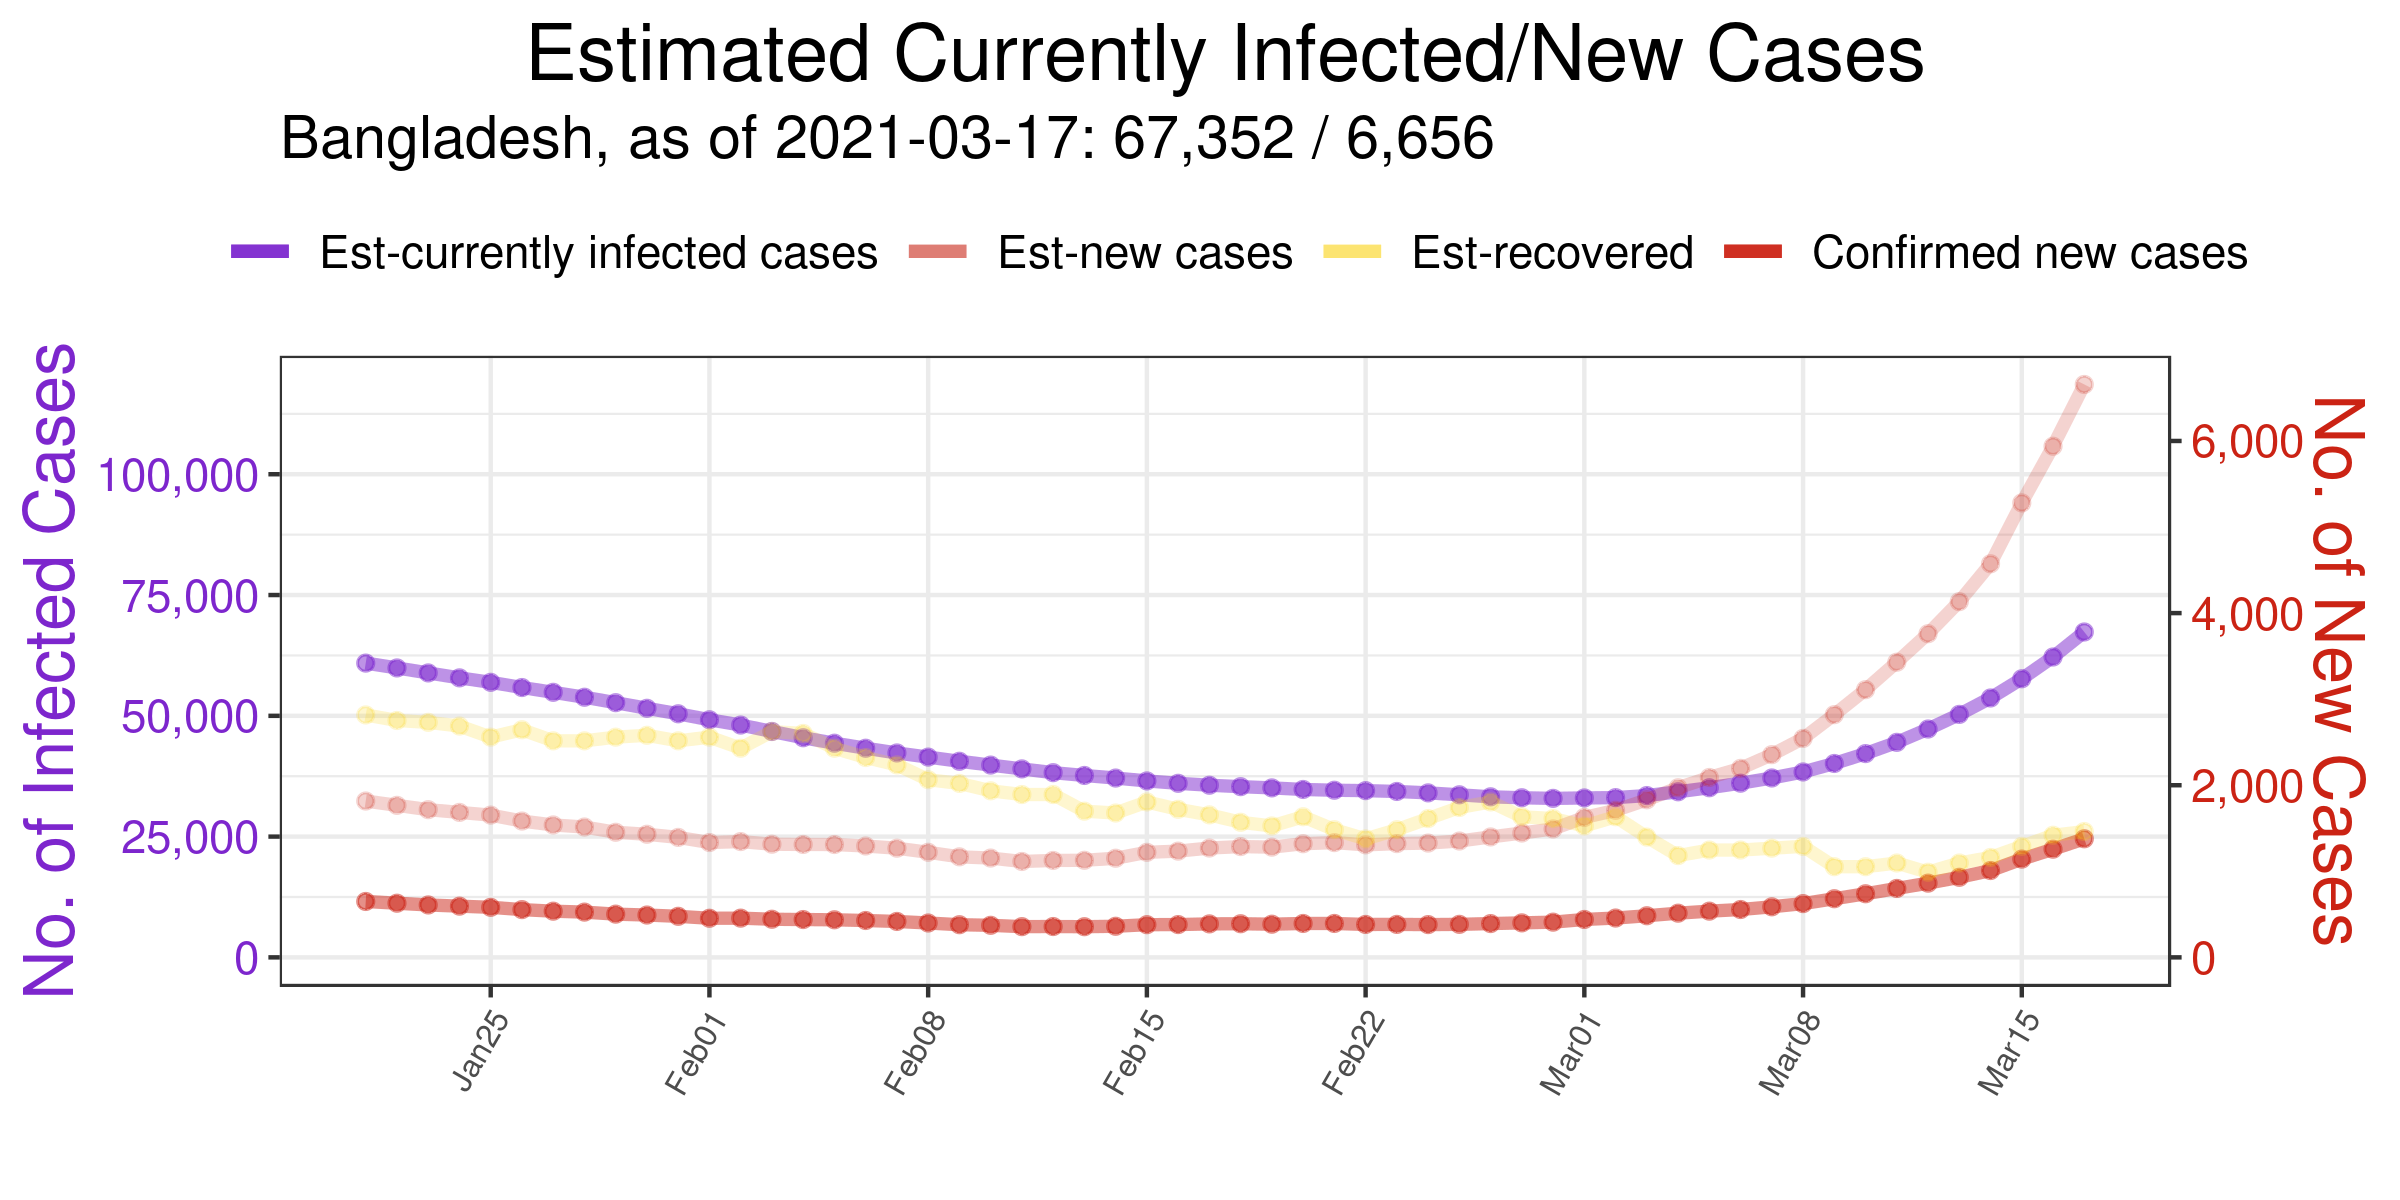 Estimated Currently Infected/New Cases
Bangladesh, as of 2021-03-17: 67,352 / 6,656
Est-currently infected cases Est-new cases Est-recovered Confirmed new cases
No. of Infected Cases
100,000
75,000
50,000
25,000
0
6,000
4,000
2,000
0
No. of New Cases
Jan25 Feb01 Feb08 Feb15 Feb22 Mar01 Mar08 Mar15